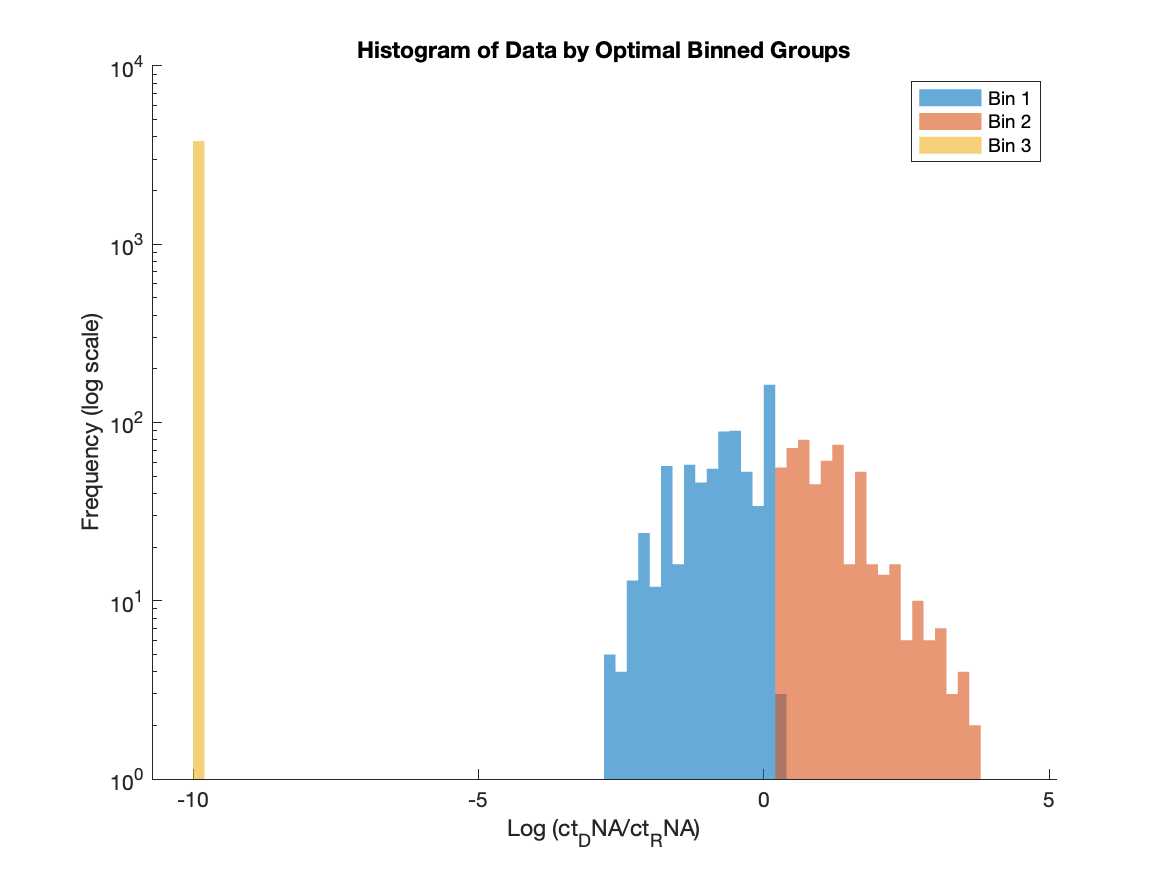 Histogram of Data by Optimal Binned Groups
Bin 1
Bin 2
Bin 3
10^4
10^3
10^2
10^1
10^0
Frequency (log scale)
-10
-5
0
5
Log (ct_DNA/ct_RNA)